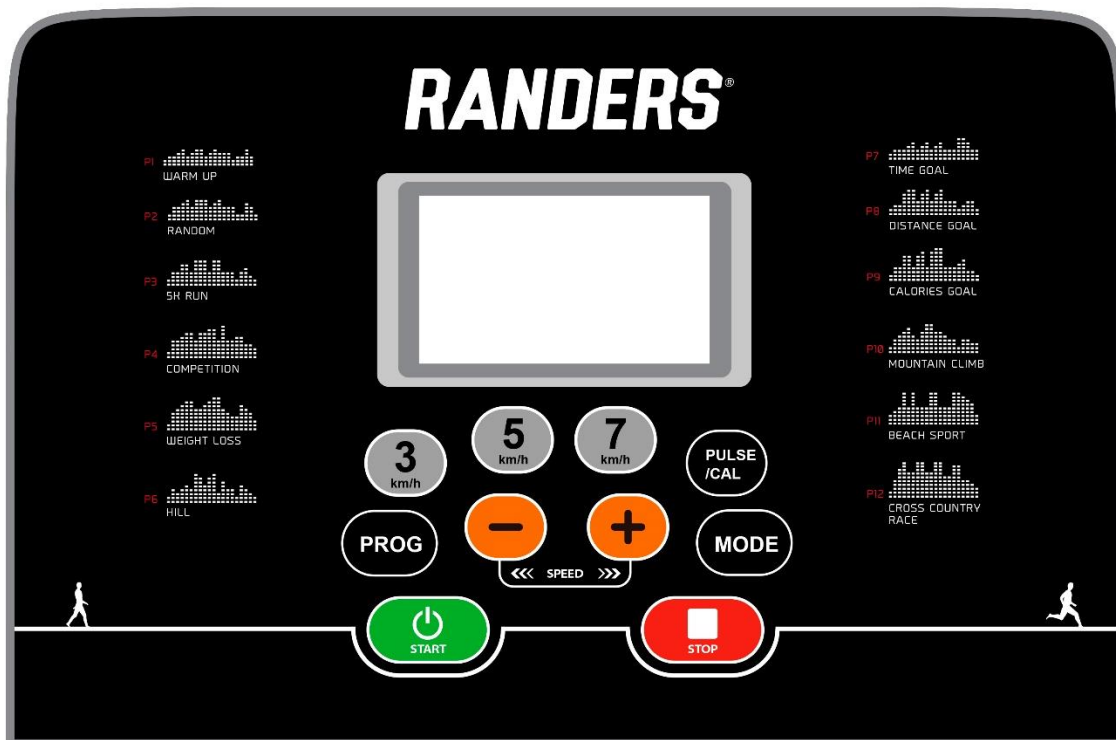 RANDERS®
P1
WARM UP
P2
RANDOM
P3
5K RUN
P4
COMPETITION
P5
WEIGHT LOSS
P6
HILL
P7
TIME GOAL
P8
DISTANCE GOAL
P9
CALORIES GOAL
P10
MOUNTAIN CLIMB
P11
BEACH SPORT
P12
CROSS COUNTRY
RACE
3
km/h
5
km/h
7
km/h
PULSE
/CAL
PROG
MODE
SPEED
START
STOP